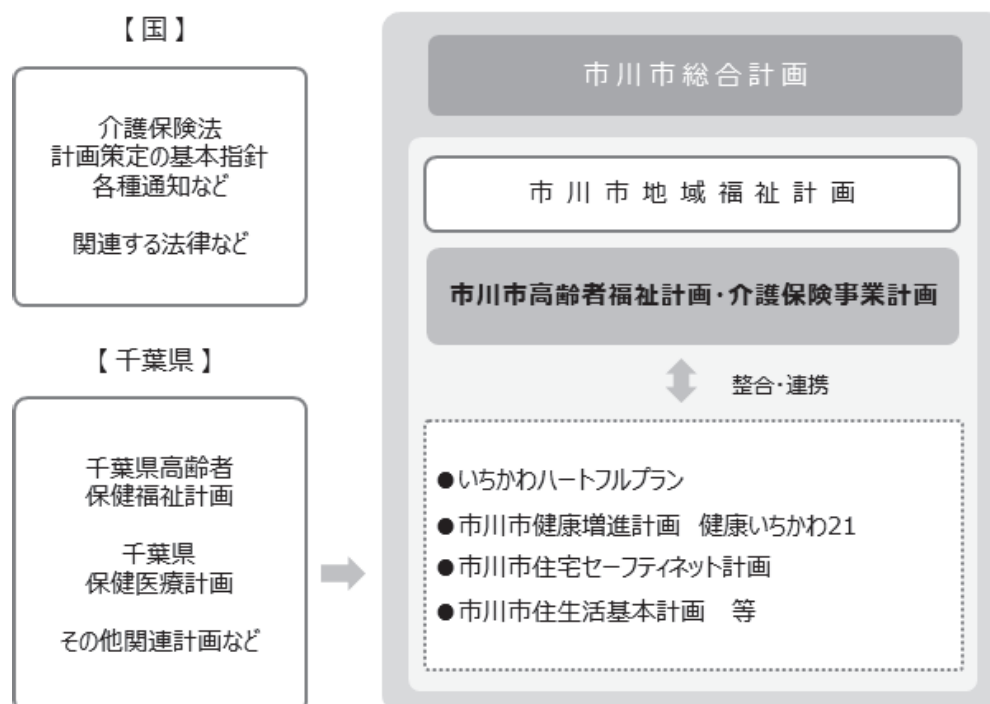 【国】
介護保険法
計画策定の基本指針
各種通知など
関連する法律など
【千葉県】
千葉県高齢者
保健福祉計画
千葉県
保健医療計画
その他関連計画など
市川市総合計画
市川市地域福祉計画
市川市高齢者福祉計画・介護保険事業計画
整合・連携
●いちかわハートフルプラン
●市川市健康増進計画　健康いちかわ21
●市川市住宅セーフティネット計画
●市川市住生活基本計画　等